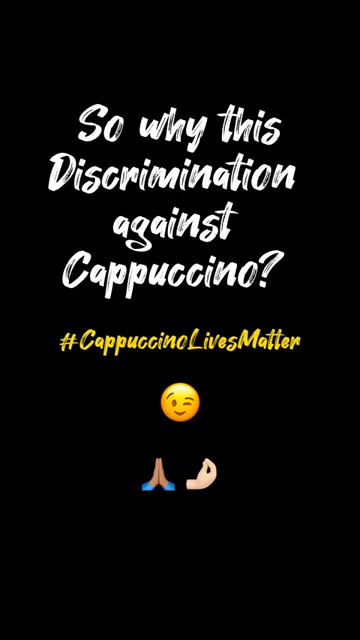 So why this
Discrimination
against
Cappuccino?
#CappuccinoLivesMatter